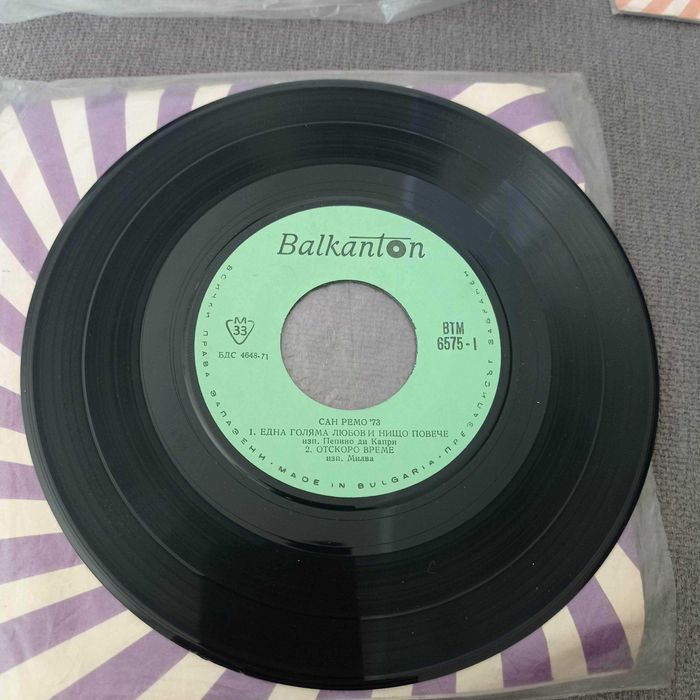 Balkanton
ВСИЧКИ ПРАВА ЗАПАЗЕНИ · MADE IN BULGARIA · ПРЕЗАПИСЪТ ЗАБРАНЕН
M
33
БДС 4648-71
ВТМ
6575-I
САН РЕМО '73
1. ЕДНА ГОЛЯМА ЛЮБОВ И НИЩО ПОВЕЧЕ
изп. Пепино ди Капри
2. ОТСКОРО ВРЕМЕ
изп. Милва